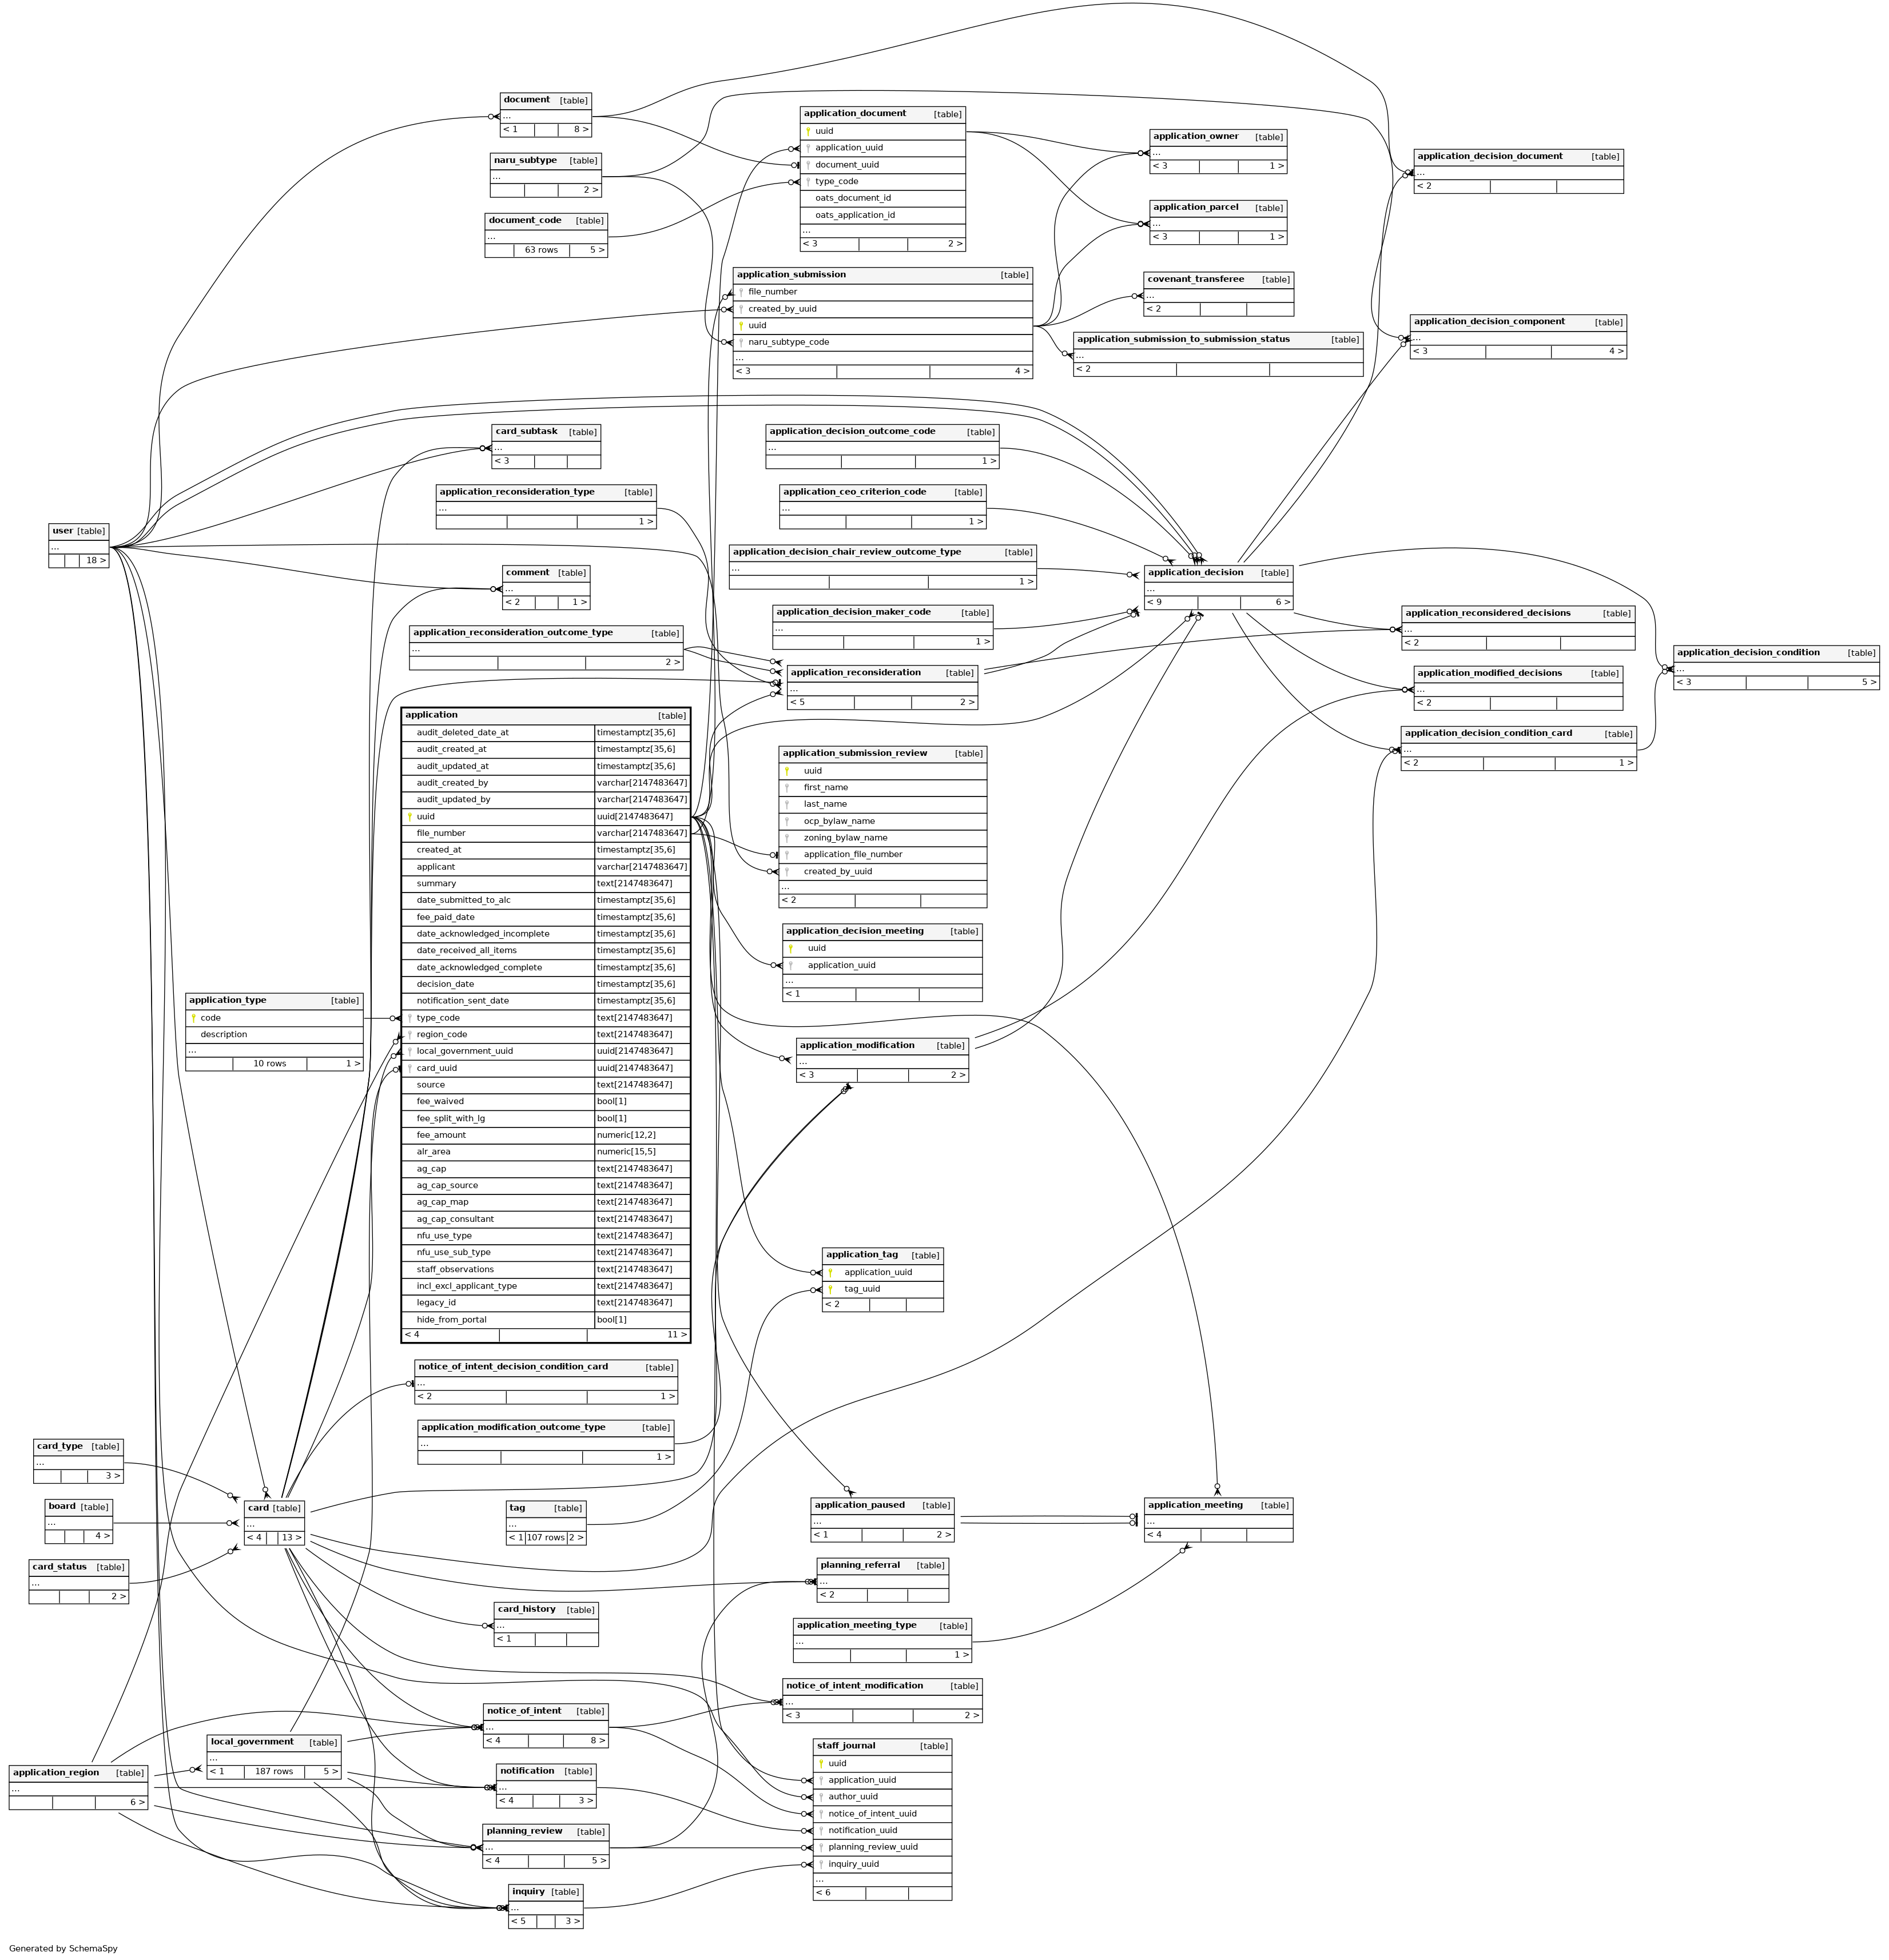 document [table]
...
< 1 8 >
naru_subtype [table]
...
2 >
document_code [table]
...
63 rows 5 >
application_document [table]
uuid
application_uuid
document_uuid
type_code
oats_document_id
oats_application_id
...
< 3 2 >
application_owner [table]
...
< 3 1 >
application_parcel [table]
...
< 3 1 >
application_decision_document [table]
...
< 2
application_submission [table]
file_number
created_by_uuid
uuid
naru_subtype_code
...
< 3 4 >
covenant_transferee [table]
...
< 2
application_submission_to_submission_status [table]
...
< 2
application_decision_component [table]
...
< 3 4 >
card_subtask [table]
...
< 3
application_decision_outcome_code [table]
...
1 >
application_reconsideration_type [table]
...
1 >
application_ceo_criterion_code [table]
...
1 >
user [table]
...
18 >
application_decision_chair_review_outcome_type [table]
...
1 >
comment [table]
...
< 2 1 >
application_decision [table]
...
< 9 6 >
application_decision_maker_code [table]
...
1 >
application_reconsidered_decisions [table]
...
< 2
application_reconsideration_outcome_type [table]
...
2 >
application_reconsideration [table]
...
< 5 2 >
application_modified_decisions [table]
...
< 2
application_decision_condition [table]
...
< 3 5 >
application_decision_condition_card [table]
...
< 2 1 >
application [table]
audit_deleted_date_at timestamptz[35,6]
audit_created_at timestamptz[35,6]
audit_updated_at timestamptz[35,6]
audit_created_by varchar[2147483647]
audit_updated_by varchar[2147483647]
uuid uuid[2147483647]
file_number varchar[2147483647]
created_at timestamptz[35,6]
applicant varchar[2147483647]
summary text[2147483647]
date_submitted_to_alc timestamptz[35,6]
fee_paid_date timestamptz[35,6]
date_acknowledged_incomplete timestamptz[35,6]
date_received_all_items timestamptz[35,6]
date_acknowledged_complete timestamptz[35,6]
decision_date timestamptz[35,6]
notification_sent_date timestamptz[35,6]
type_code text[2147483647]
region_code text[2147483647]
local_government_uuid uuid[2147483647]
card_uuid uuid[2147483647]
source text[2147483647]
fee_waived bool[1]
fee_split_with_lg bool[1]
fee_amount numeric[12,2]
alr_area numeric[15,5]
ag_cap text[2147483647]
ag_cap_source text[2147483647]
ag_cap_map text[2147483647]
ag_cap_consultant text[2147483647]
nfu_use_type text[2147483647]
nfu_use_sub_type text[2147483647]
staff_observations text[2147483647]
incl_excl_applicant_type text[2147483647]
legacy_id text[2147483647]
hide_from_portal bool[1]
< 4 11 >
application_submission_review [table]
uuid
first_name
last_name
ocp_bylaw_name
zoning_bylaw_name
application_file_number
created_by_uuid
...
< 2
application_decision_meeting [table]
uuid
application_uuid
...
< 1
application_type [table]
code
description
...
10 rows 1 >
application_modification [table]
...
< 3 2 >
application_tag [table]
application_uuid
tag_uuid
< 2
notice_of_intent_decision_condition_card [table]
...
< 2 1 >
application_modification_outcome_type [table]
...
1 >
card_type [table]
...
3 >
board [table]
...
4 >
card_status [table]
...
2 >
card [table]
...
< 4 13 >
tag [table]
...
< 1 107 rows 2 >
application_paused [table]
...
< 1 2 >
application_meeting [table]
...
< 4
planning_referral [table]
...
< 2
card_history [table]
...
< 1
application_meeting_type [table]
...
1 >
notice_of_intent_modification [table]
...
< 3 2 >
notice_of_intent [table]
...
< 4 8 >
local_government [table]
...
< 1 187 rows 5 >
application_region [table]
...
6 >
notification [table]
...
< 4 3 >
planning_review [table]
...
< 4 5 >
inquiry [table]
...
< 5 3 >
staff_journal [table]
uuid
application_uuid
author_uuid
notice_of_intent_uuid
notification_uuid
planning_review_uuid
inquiry_uuid
...
< 6
Generated by SchemaSpy